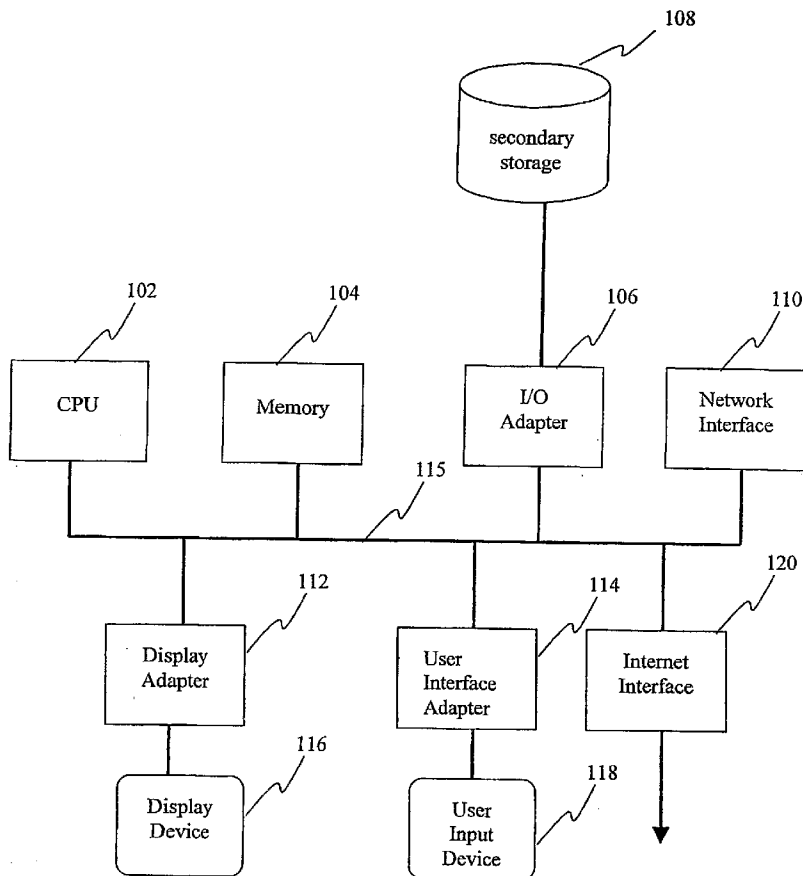 108
secondary
storage
102
104
106
110
CPU
Memory
I/O
Adapter
Network
Interface
115
112
114
120
Display
Adapter
User
Interface
Adapter
Internet
Interface
116
118
Display
Device
User
Input
Device